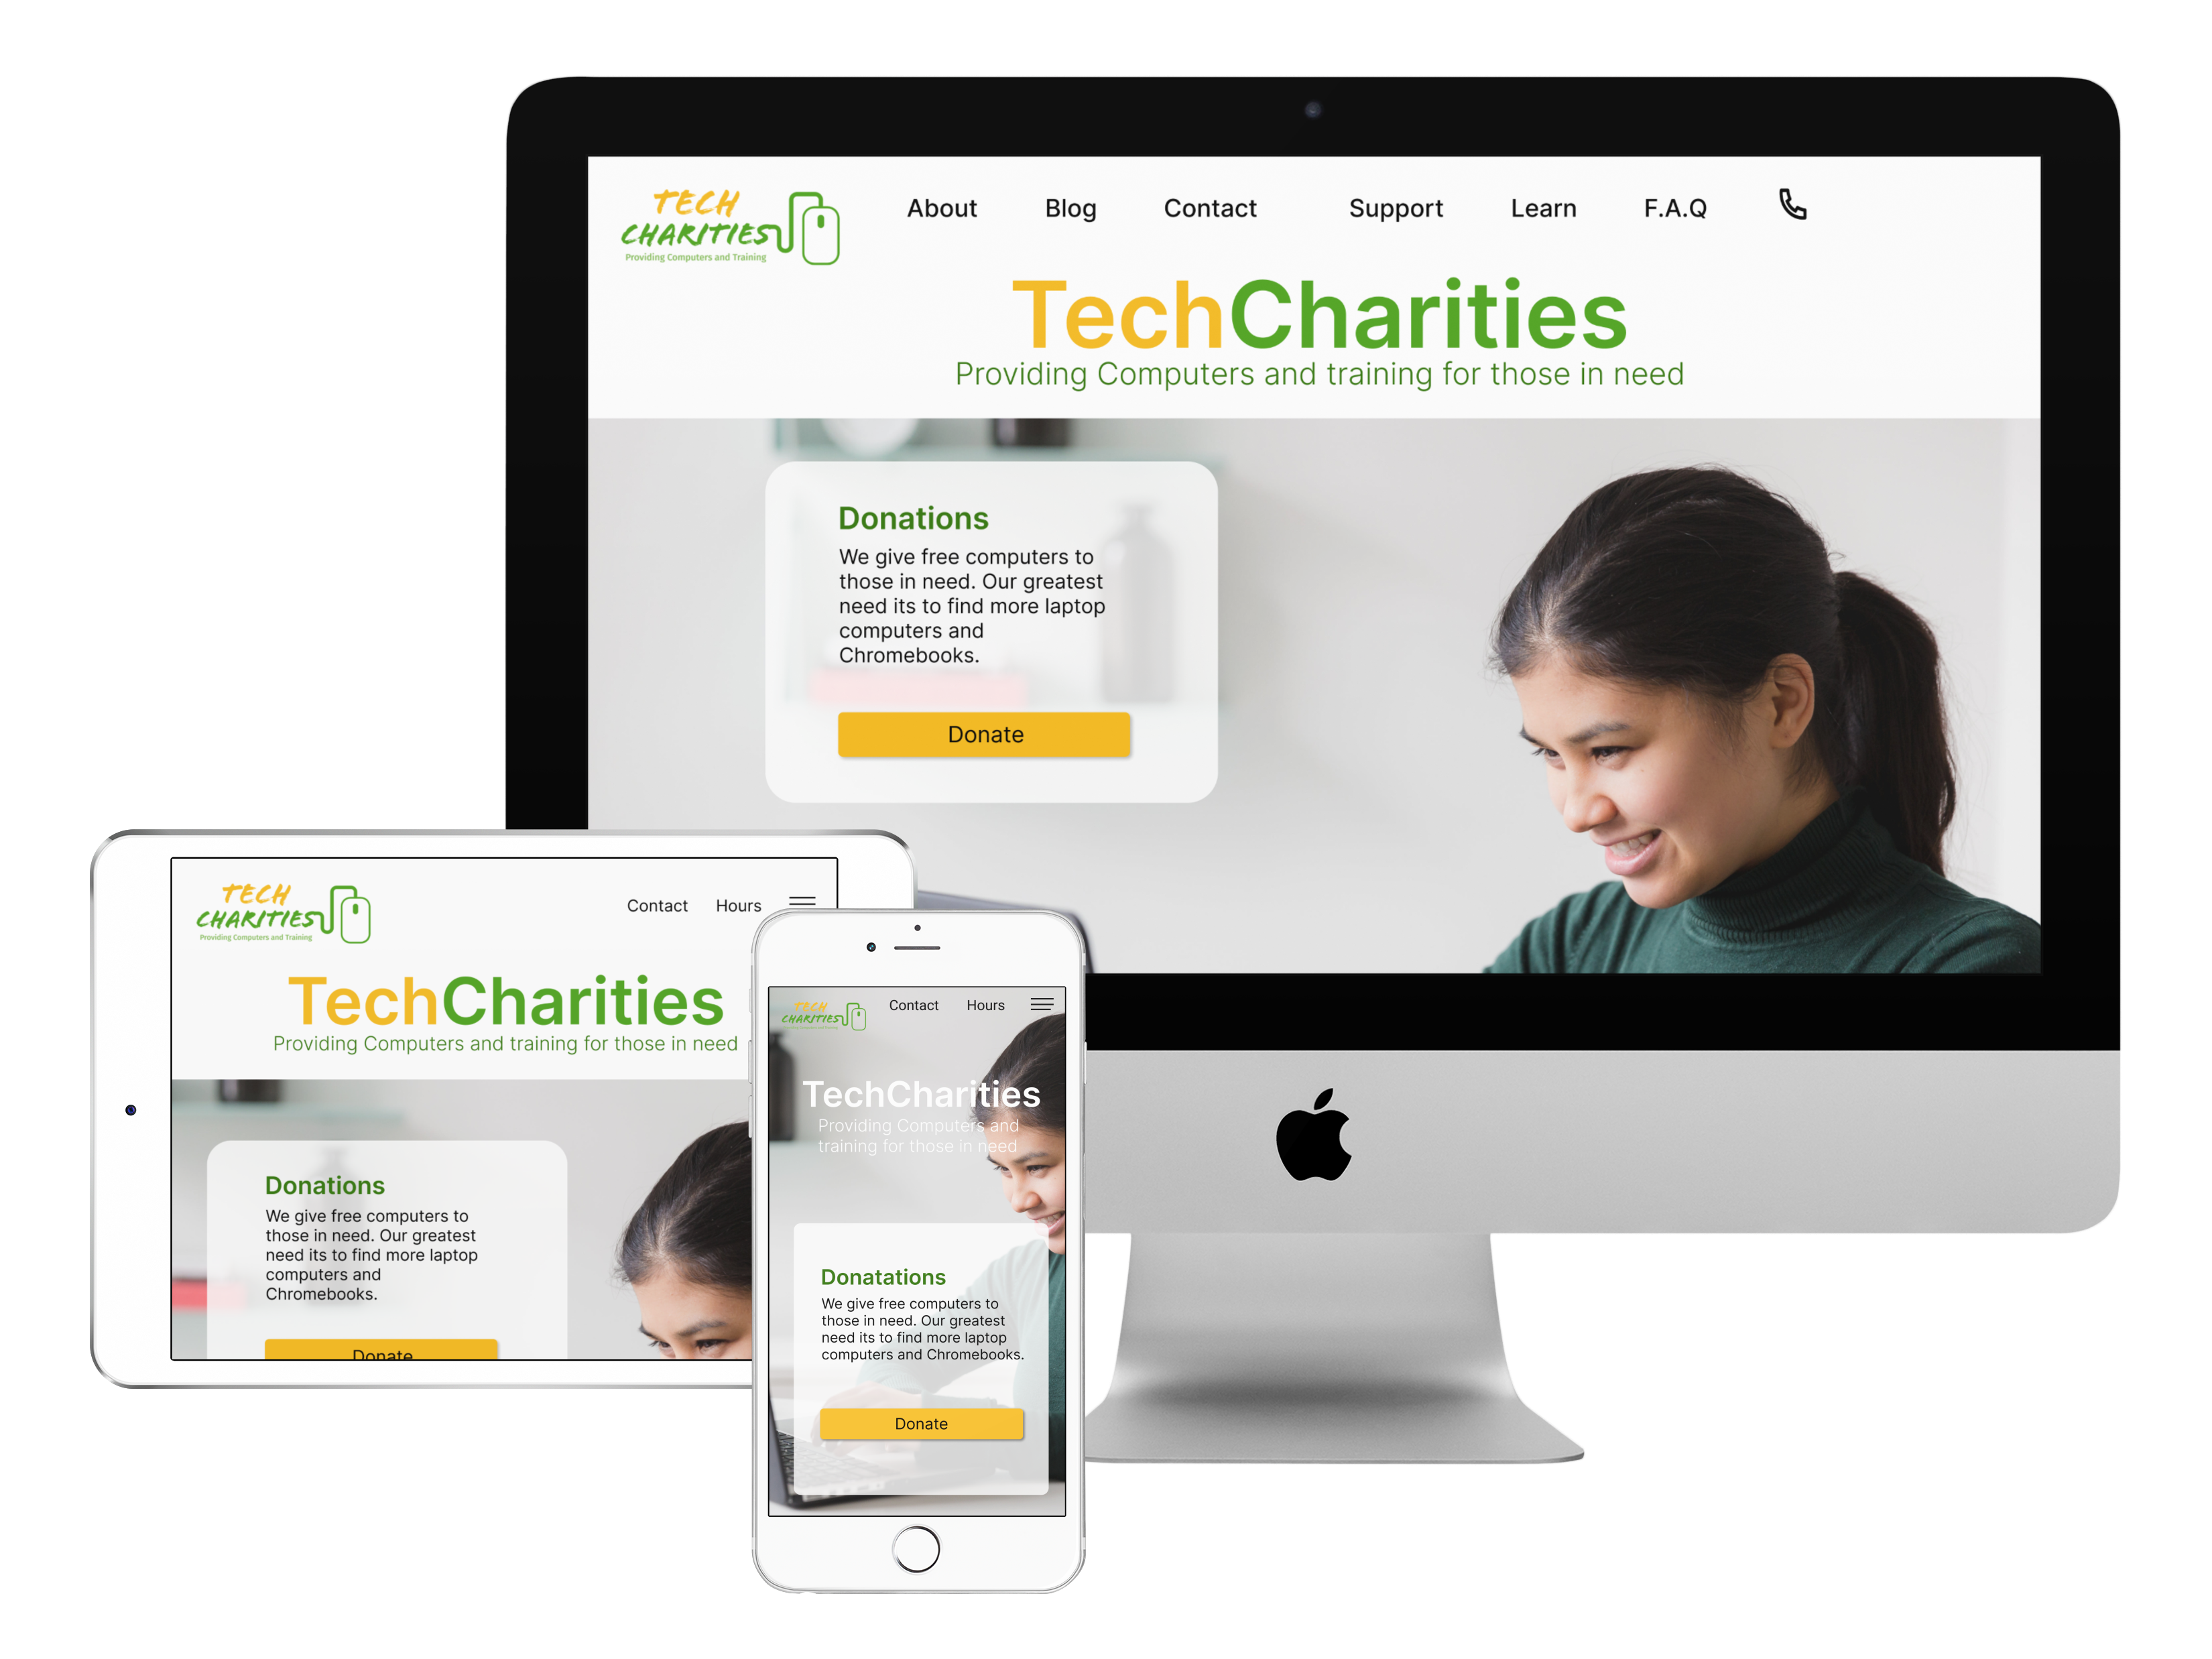 TECH
CHARITIES
Providing Computers and Training
About Blog Contact Support Learn F.A.Q
TechCharities
Providing Computers and training for those in need
Donations
We give free computers to
those in need. Our greatest
need its to find more laptop
computers and
Chromebooks.
Donate
TECH
CHARITIES
Providing Computers and Training
Contact Hours
TechCharities
Providing Computers and training for those in need
Donations
We give free computers to
those in need. Our greatest
need its to find more laptop
computers and
Chromebooks.
Donate
TECH
CHARITIES
Contact Hours
TechCharities
Providing Computers and
training for those in need
Donatations
We give free computers to
those in need. Our greatest
need its to find more laptop
computers and Chromebooks.
Donate